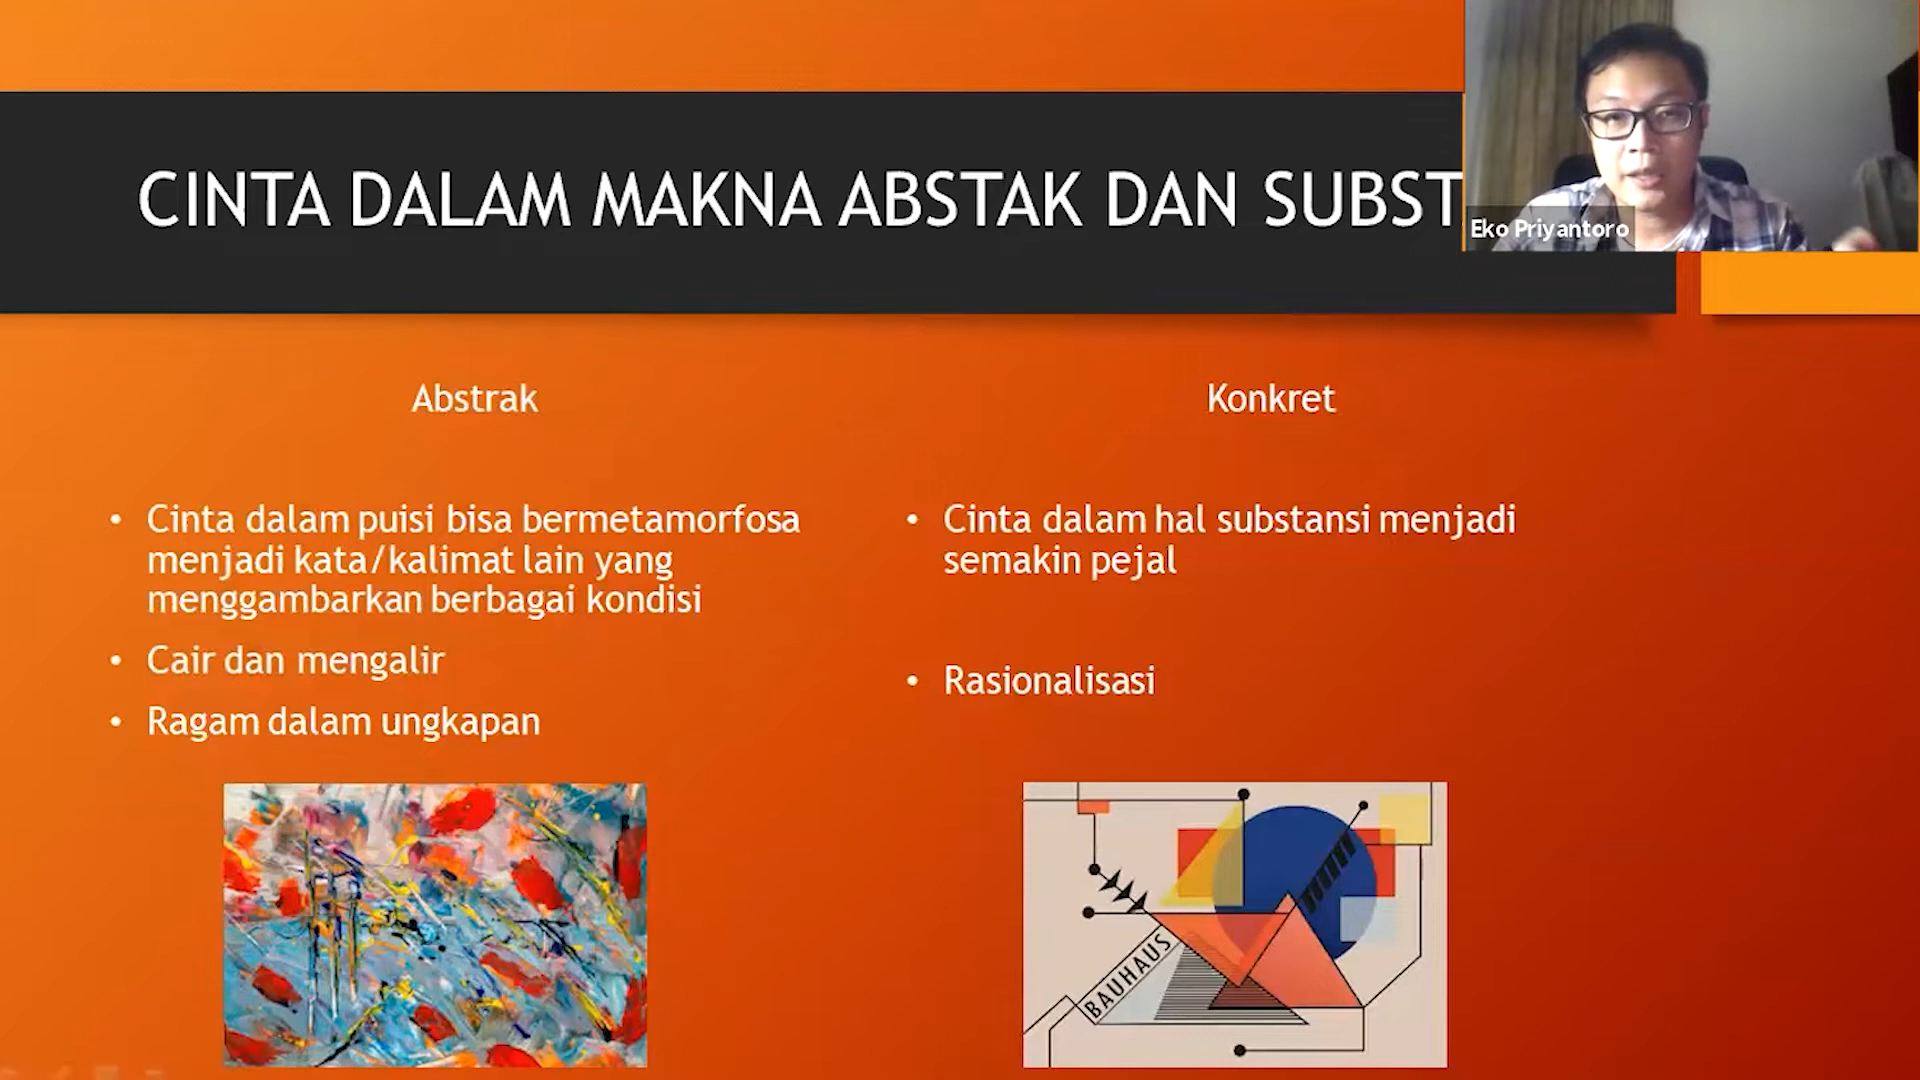 CINTA DALAM MAKNA ABSTAK DAN SUBST
Eko Priyantoro
Abstrak
• Cinta dalam puisi bisa bermetamorfosa
menjadi kata/kalimat lain yang
menggambarkan berbagai kondisi
• Cair dan mengalir
• Ragam dalam ungkapan
Konkret
• Cinta dalam hal substansi menjadi
semakin pejal
• Rasionalisasi
BAUHAUS